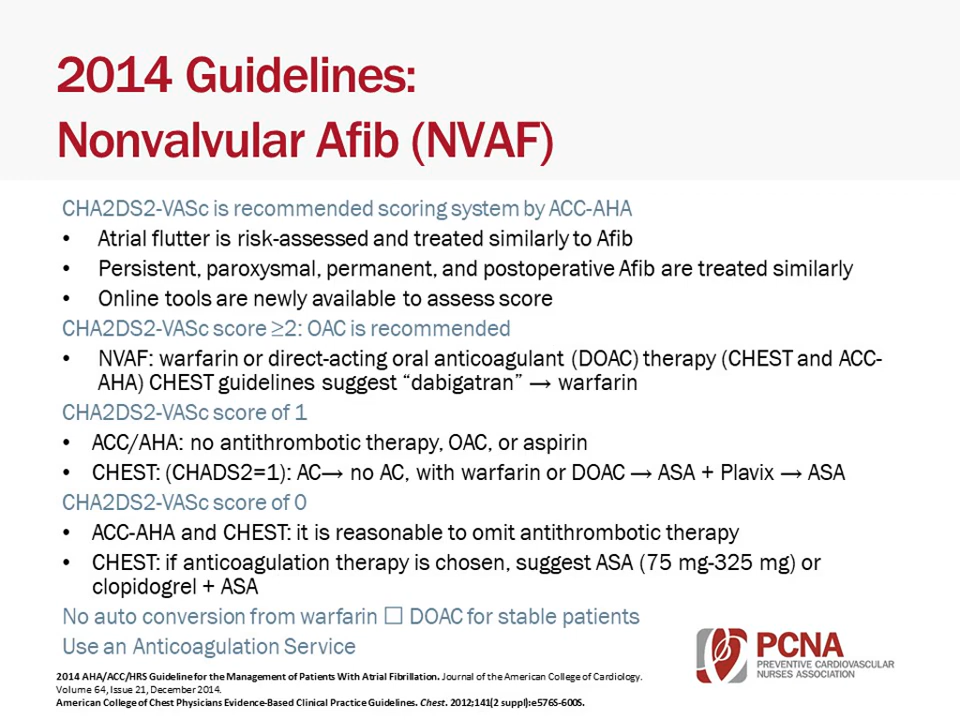 2014 Guidelines:
Nonvalvular Afib (NVAF)
CHA2DS2-VASc is recommended scoring system by ACC-AHA
• Atrial flutter is risk-assessed and treated similarly to Afib
• Persistent, paroxysmal, permanent, and postoperative Afib are treated similarly
• Online tools are newly available to assess score
CHA2DS2-VASc score ≥2: OAC is recommended
• NVAF: warfarin or direct-acting oral anticoagulant (DOAC) therapy (CHEST and ACC-
AHA) CHEST guidelines suggest “dabigatran” → warfarin
CHA2DS2-VASc score of 1
• ACC/AHA: no antithrombotic therapy, OAC, or aspirin
• CHEST: (CHADS2=1): AC→ no AC, with warfarin or DOAC → ASA + Plavix → ASA
CHA2DS2-VASc score of 0
• ACC-AHA and CHEST: it is reasonable to omit antithrombotic therapy
• CHEST: if anticoagulation therapy is chosen, suggest ASA (75 mg-325 mg) or
clopidogrel + ASA
No auto conversion from warfarin □ DOAC for stable patients
Use an Anticoagulation Service
PCNA
PREVENTIVE CARDIOVASCULAR
NURSES ASSOCIATION
2014 AHA/ACC/HRS Guideline for the Management of Patients With Atrial Fibrillation. Journal of the American College of Cardiology.
Volume 64, Issue 21, December 2014.
American College of Chest Physicians Evidence-Based Clinical Practice Guidelines. Chest. 2012;141(2 suppl):e576S-600S.